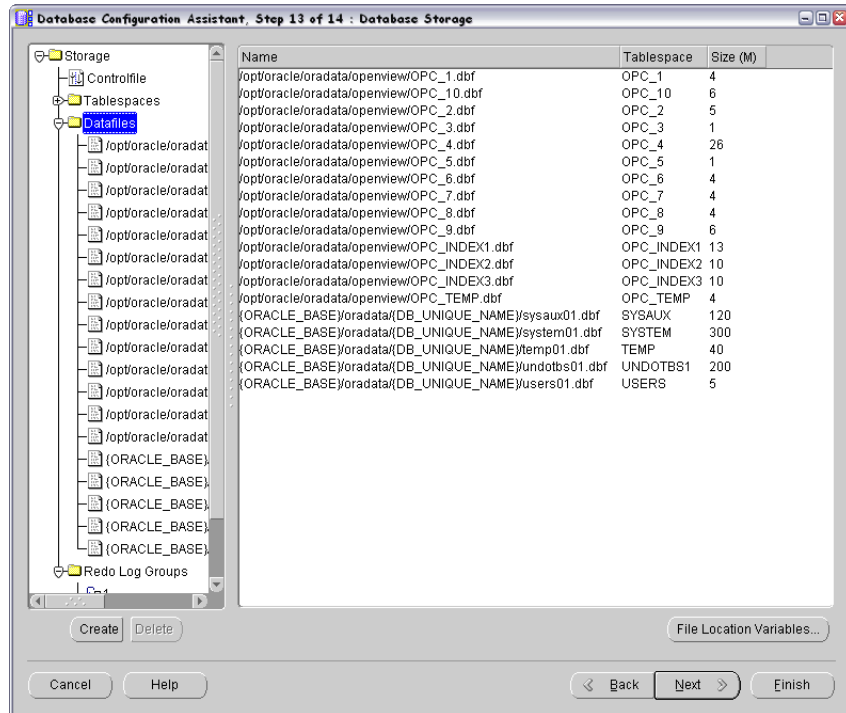 Database Configuration Assistant, Step 13 of 14 : Database Storage
Storage
Controlfile
Tablespaces
Datafiles
/opt/oracle/oradat
/opt/oracle/oradat
/opt/oracle/oradat
/opt/oracle/oradat
/opt/oracle/oradat
/opt/oracle/oradat
/opt/oracle/oradat
/opt/oracle/oradat
/opt/oracle/oradat
/opt/oracle/oradat
/opt/oracle/oradat
/opt/oracle/oradat
/opt/oracle/oradat
/opt/oracle/oradat
{ORACLE_BASE}
{ORACLE_BASE}
{ORACLE_BASE}
{ORACLE_BASE}
{ORACLE_BASE}
Redo Log Groups
1
Name Tablespace Size (M)
/opt/oracle/oradata/openview/OPC_1.dbf OPC_1 4
/opt/oracle/oradata/openview/OPC_10.dbf OPC_10 6
/opt/oracle/oradata/openview/OPC_2.dbf OPC_2 5
/opt/oracle/oradata/openview/OPC_3.dbf OPC_3 1
/opt/oracle/oradata/openview/OPC_4.dbf OPC_4 26
/opt/oracle/oradata/openview/OPC_5.dbf OPC_5 1
/opt/oracle/oradata/openview/OPC_6.dbf OPC_6 4
/opt/oracle/oradata/openview/OPC_7.dbf OPC_7 4
/opt/oracle/oradata/openview/OPC_8.dbf OPC_8 4
/opt/oracle/oradata/openview/OPC_9.dbf OPC_9 6
/opt/oracle/oradata/openview/OPC_INDEX1.dbf OPC_INDEX1 13
/opt/oracle/oradata/openview/OPC_INDEX2.dbf OPC_INDEX2 10
/opt/oracle/oradata/openview/OPC_INDEX3.dbf OPC_INDEX3 10
/opt/oracle/oradata/openview/OPC_TEMP.dbf OPC_TEMP 4
{ORACLE_BASE}/oradata/{DB_UNIQUE_NAME}/sysaux01.dbf SYSAUX 120
{ORACLE_BASE}/oradata/{DB_UNIQUE_NAME}/system01.dbf SYSTEM 300
{ORACLE_BASE}/oradata/{DB_UNIQUE_NAME}/temp01.dbf TEMP 40
{ORACLE_BASE}/oradata/{DB_UNIQUE_NAME}/undotbs01.dbf UNDOTBS1 200
{ORACLE_BASE}/oradata/{DB_UNIQUE_NAME}/users01.dbf USERS 5
Create Delete File Location Variables...
Cancel Help Back Next Finish